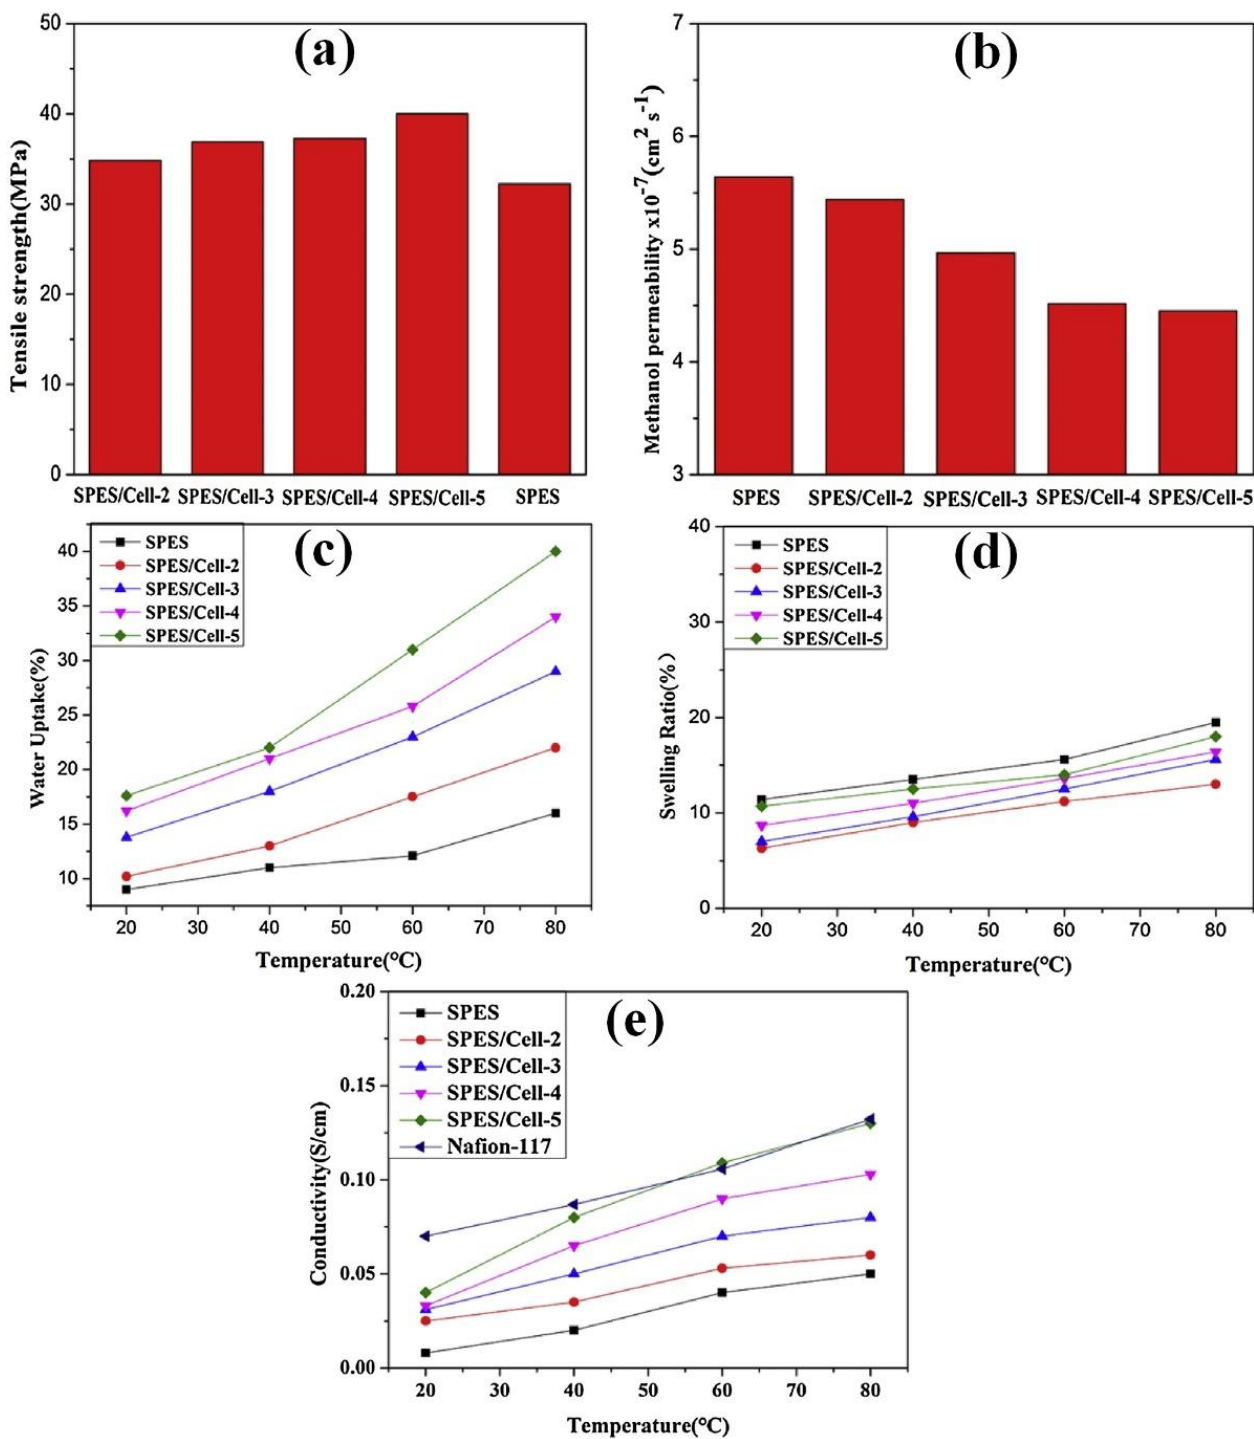 (a)
Tensile strength(MPa)
50
40
30
20
10
0
SPES/Cell-2 SPES/Cell-3 SPES/Cell-4 SPES/Cell-5 SPES
(b)
Methanol permeability x10⁻⁷(cm² s⁻¹)
7
6
5
4
3
SPES SPES/Cell-2 SPES/Cell-3 SPES/Cell-4 SPES/Cell-5
(c)
SPES
SPES/Cell-2
SPES/Cell-3
SPES/Cell-4
SPES/Cell-5
Water Uptake(%)
40
35
30
25
20
15
10
20 30 40 50 60 70 80
Temperature(°C)
(d)
SPES
SPES/Cell-2
SPES/Cell-3
SPES/Cell-4
SPES/Cell-5
Swelling Ratio(%)
40
30
20
10
0
20 30 40 50 60 70 80
Temperature(°C)
(e)
SPES
SPES/Cell-2
SPES/Cell-3
SPES/Cell-4
SPES/Cell-5
Nafion-117
Conductivity(S/cm)
0.20
0.15
0.10
0.05
0.00
20 30 40 50 60 70 80
Temperature(°C)